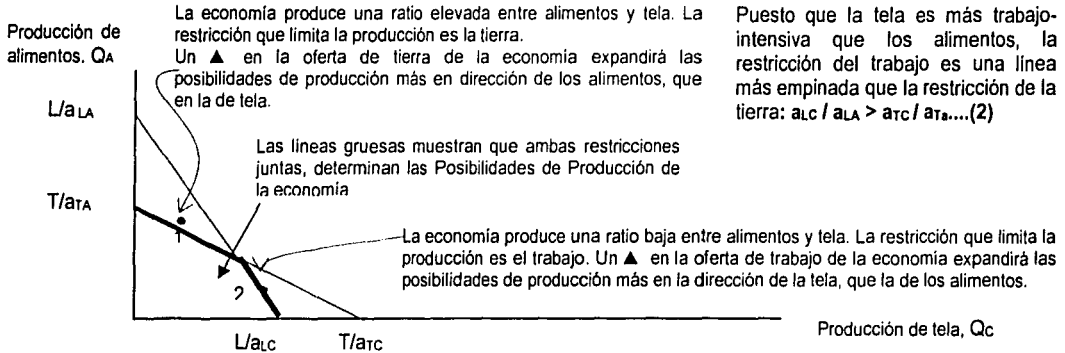 Producción de
alimentos. QA
La economía produce una ratio elevada entre alimentos y tela. La
restricción que limita la producción es la tierra.
Un ▲ en la oferta de tierra de la economía expandirá las
posibilidades de producción más en dirección de los alimentos, que
en la de tela.
Puesto que la tela es más trabajo-
intensiva que los alimentos, la
restricción del trabajo es una línea
más empinada que la restricción de la
tierra: aLC / aLA > aTC / aTa....(2)
L/a LA
Las líneas gruesas muestran que ambas restricciones
juntas, determinan las Posibilidades de Producción de
la economía
T/aTA
1
La economía produce una ratio baja entre alimentos y tela. La restricción que limita la
producción es el trabajo. Un ▲ en la oferta de trabajo de la economía expandirá las
posibilidades de producción más en la dirección de la tela, que la de los alimentos.
2
Producción de tela, QC
L/aLC
T/aTC